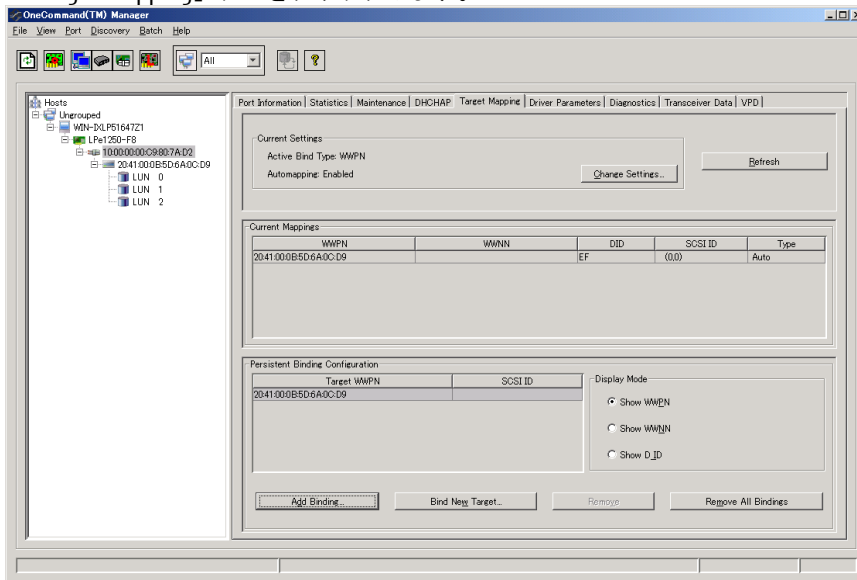 OneCommand(TM) Manager
File View Port Discovery Batch Help
All
Hosts
Ungrouped
WIN-IXLP51647Z1
LPe1250-F8
10:00:00:00:C9:80:7A:D2
20:41:00:0B:5D:6A:0C:D9
LUN 0
LUN 1
LUN 2
Port Information Statistics Maintenance DHCHAP Target Mapping Driver Parameters Diagnostics Transceiver Data VPD
Current Settings
Active Bind Type: WWPN
Automapping: Enabled
Change Settings...
Refresh
Current Mappings
WWPN WWNN DID SCSI ID Type
20:41:00:0B:5D:6A:0C:D9 EF (0,0) Auto
Persistent Binding Configuration
Target WWPN SCSI ID
20:41:00:0B:5D:6A:0C:D9
Display Mode
Show WWPN
Show WWNN
Show D_ID
Add Binding... Bind New Target... Remove Remove All Bindings